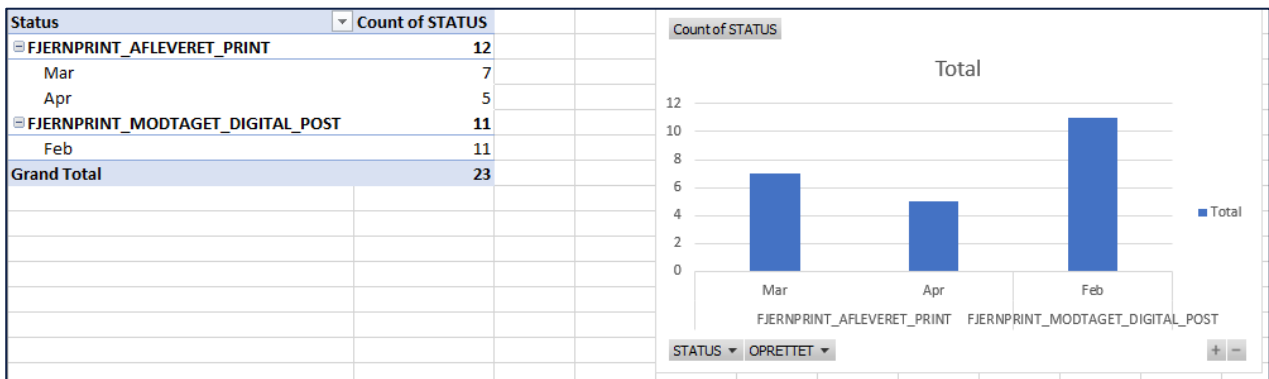 Status Count of STATUS
FJERNPRINT_AFLEVERET_PRINT 12
Mar 7
Apr 5
FJERNPRINT_MODTAGET_DIGITAL_POST 11
Feb 11
Grand Total 23
Count of STATUS
Total
12
10
8
6
4
2
0
Total
Mar Apr Feb
FJERNPRINT_AFLEVERET_PRINT FJERNPRINT_MODTAGET_DIGITAL_POST
STATUS OPRETTET + -